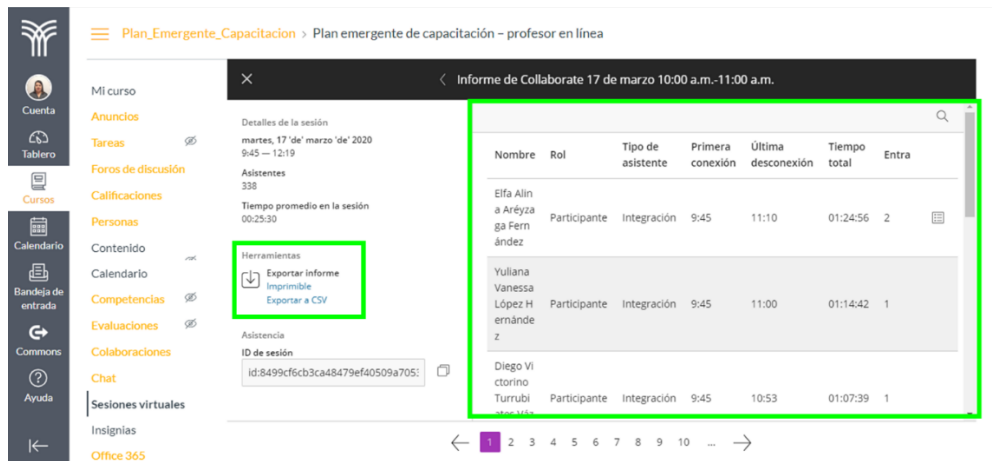 Plan_Emergente_Capacitacion > Plan emergente de capacitación – profesor en línea
Cuenta
Tablero
Cursos
Calendario
Bandeja de
entrada
Commons
Ayuda
Mi curso
Anuncios
Tareas
Foros de discusión
Calificaciones
Personas
Contenido
Calendario
Competencias
Evaluaciones
Colaboraciones
Chat
Sesiones virtuales
Insignias
Office 365
Informe de Collaborate 17 de marzo 10:00 a.m.-11:00 a.m.
Detalles de la sesión
martes, 17 'de' marzo 'de' 2020
9:45 — 12:19
Asistentes
338
Tiempo promedio en la sesión
00:25:30
Herramientas
Exportar informe
Imprimible
Exportar a CSV
Asistencia
ID de sesión
id:8499cf6cb3ca48479ef40509a705
Nombre Rol Tipo de asistente Primera conexión Última desconexión Tiempo total Entra
Elfa Alin
a Aréyza
ga Fern
ández
Participante Integración 9:45 11:10 01:24:56 2
Yuliana
Vanessa
López H
ernánde
z
Participante Integración 9:45 11:00 01:14:42 1
Diego Vi
ctorino
Turrubi
Participante Integración 9:45 10:53 01:07:39 1
1 2 3 4 5 6 7 8 9 10 ...